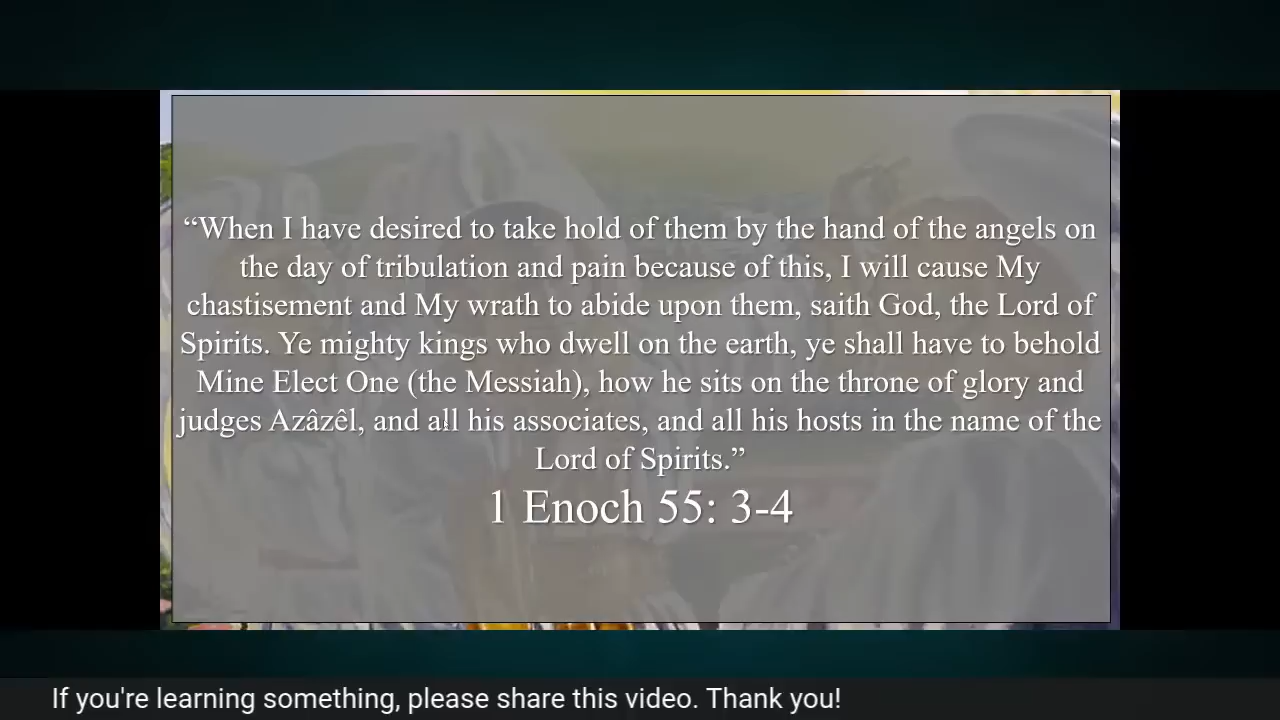 “When I have desired to take hold of them by the hand of the angels on
the day of tribulation and pain because of this, I will cause My
chastisement and My wrath to abide upon them, saith God, the Lord of
Spirits. Ye mighty kings who dwell on the earth, ye shall have to behold
Mine Elect One (the Messiah), how he sits on the throne of glory and
judges Azâzêl, and all his associates, and all his hosts in the name of the
Lord of Spirits.”
1 Enoch 55: 3-4
If you're learning something, please share this video. Thank you!